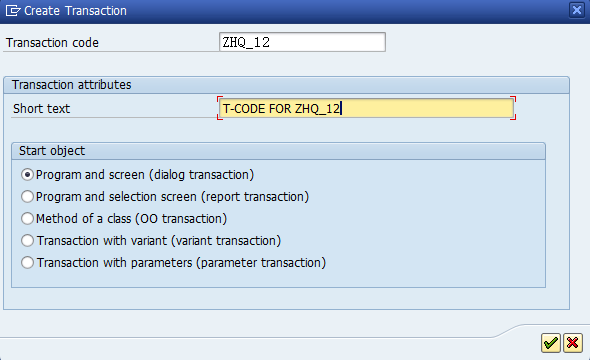 Create Transaction
Transaction code ZHQ_12
Transaction attributes
Short text T-CODE FOR ZHQ_12
Start object
Program and screen (dialog transaction)
Program and selection screen (report transaction)
Method of a class (OO transaction)
Transaction with variant (variant transaction)
Transaction with parameters (parameter transaction)